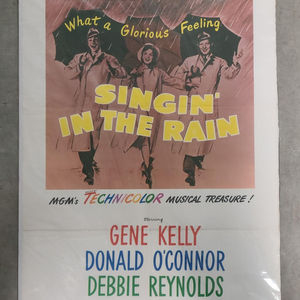 What a Glorious Feeling
SINGIN'
IN THE RAIN
MGM's TECHNICOLOR MUSICAL TREASURE!
Starring
GENE KELLY
DONALD O'CONNOR
DEBBIE REYNOLDS